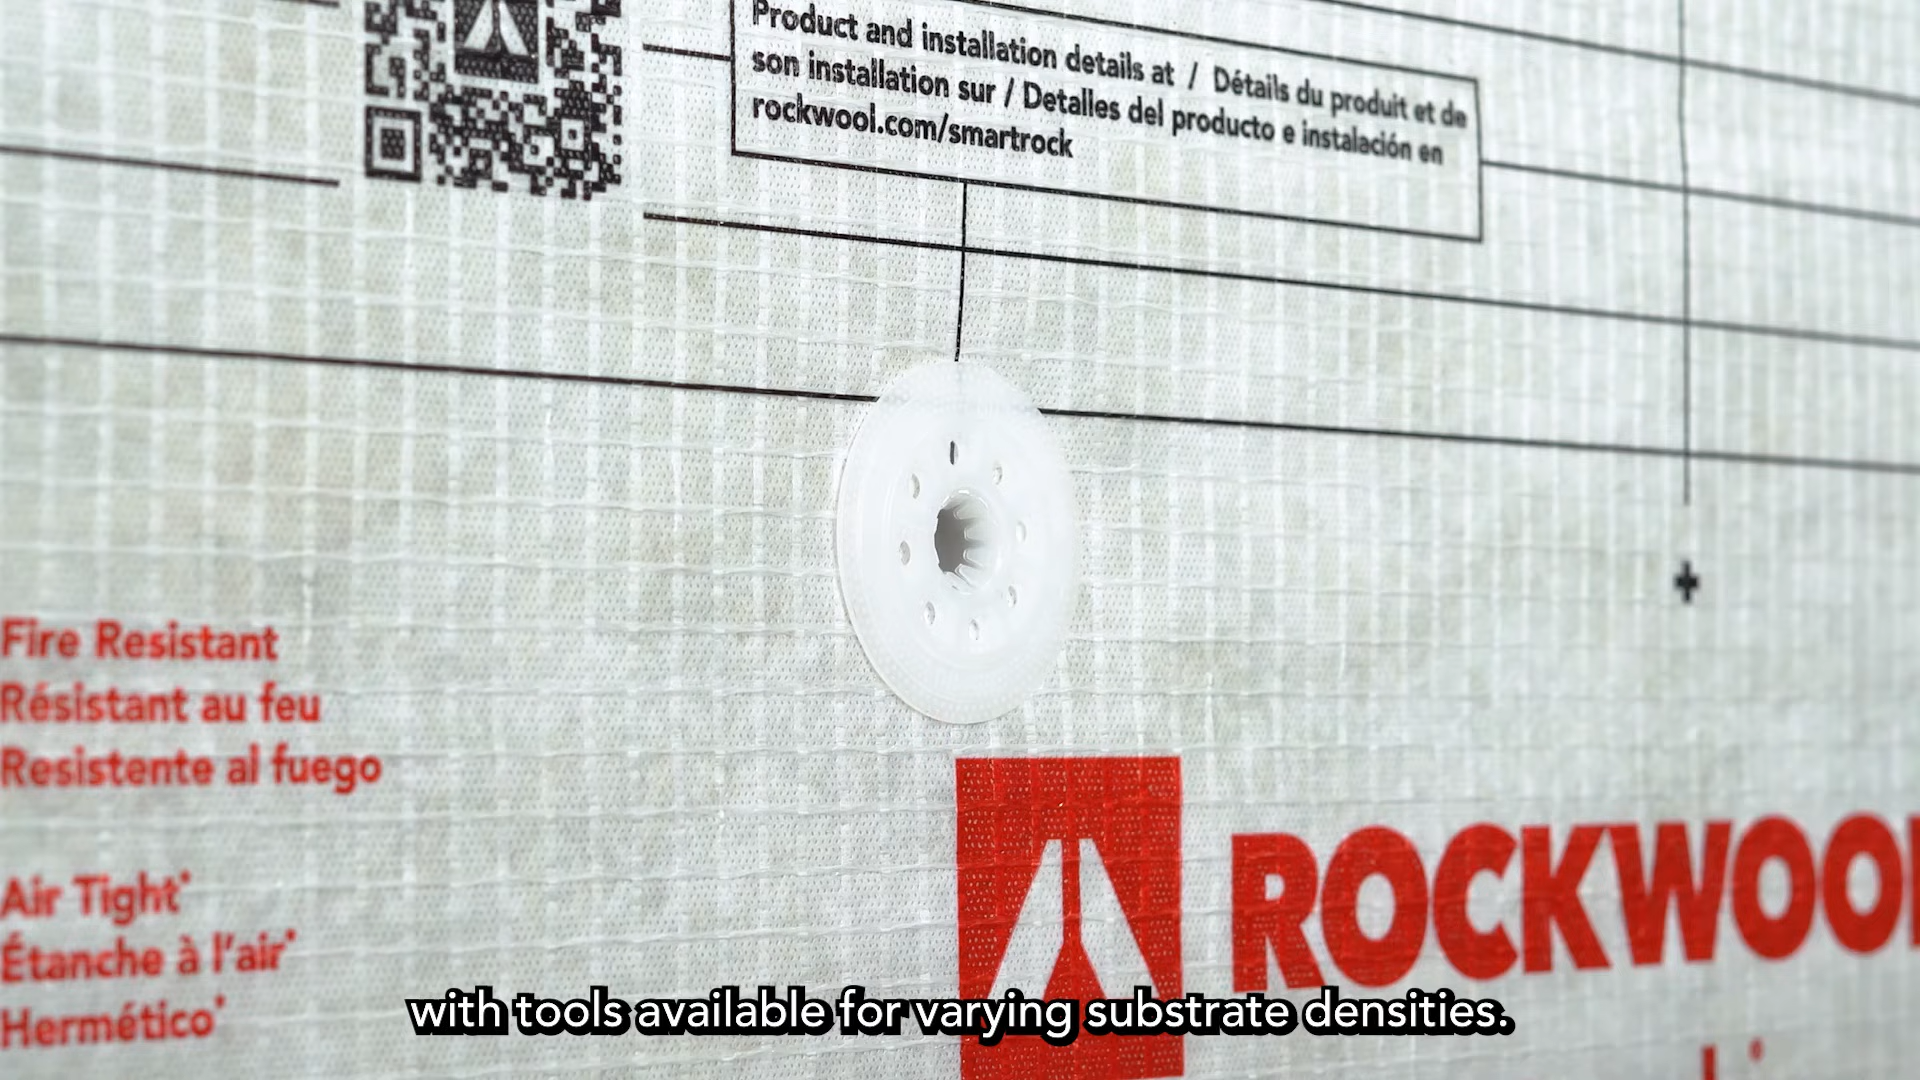 Product and installation details at / Détails du produit et de
son installation sur / Detalles del producto e instalación en
rockwool.com/smartrock
Fire Resistant
Résistant au feu
Resistente al fuego
ROCKWOOL
Air Tight*
Étanche à l'air*
Hermético*
with tools available for varying substrate densities.